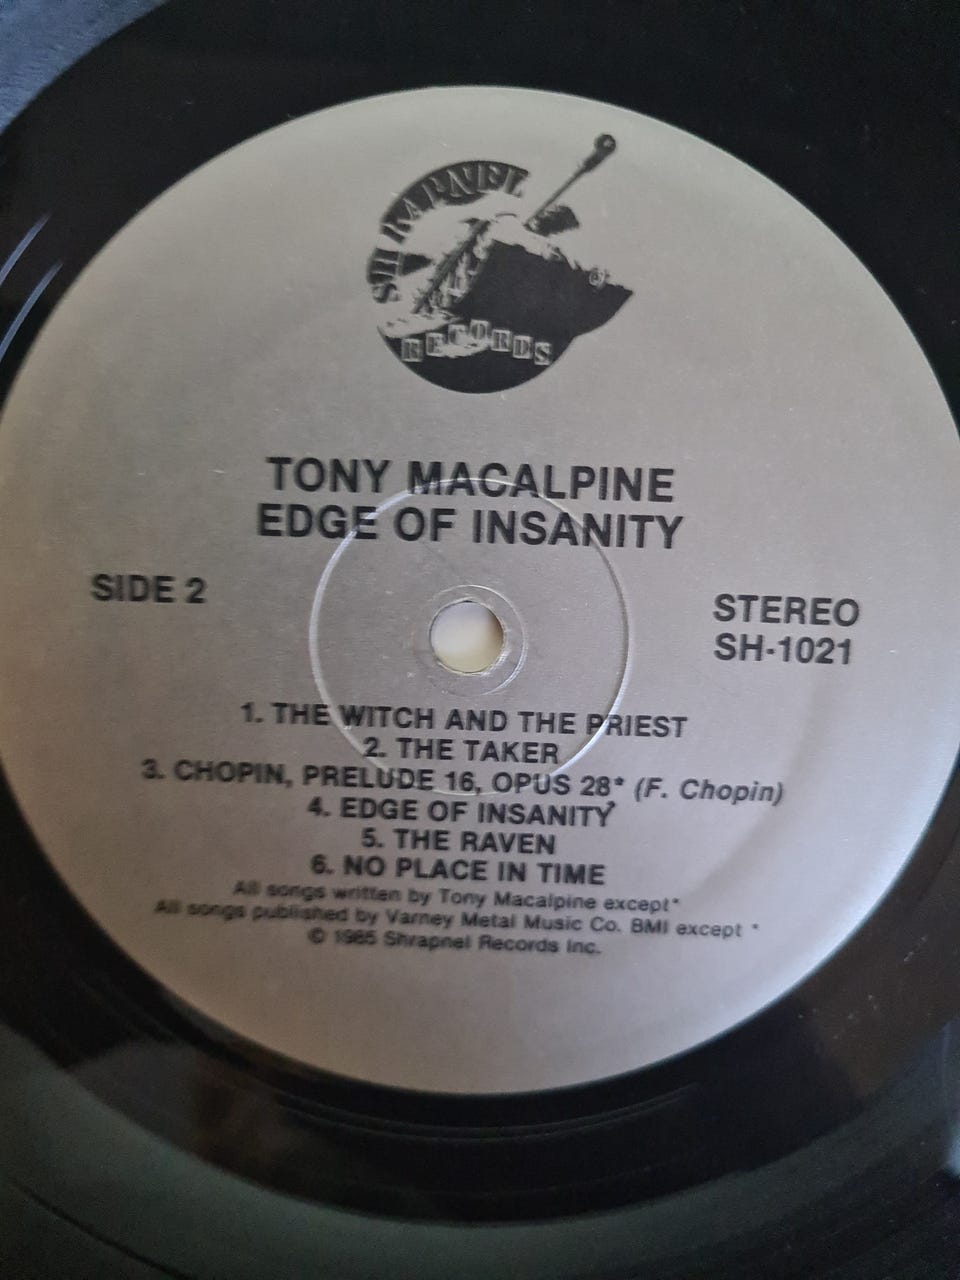 SHRAPNEL
RECORDS
TONY MACALPINE
EDGE OF INSANITY
SIDE 2
STEREO
SH-1021
1. THE WITCH AND THE PRIEST
2. THE TAKER
3. CHOPIN, PRELUDE 16, OPUS 28* (F. Chopin)
4. EDGE OF INSANITY
5. THE RAVEN
6. NO PLACE IN TIME
All songs written by Tony Macalpine except*
All songs published by Varney Metal Music Co. BMI except *
© 1985 Shrapnel Records Inc.